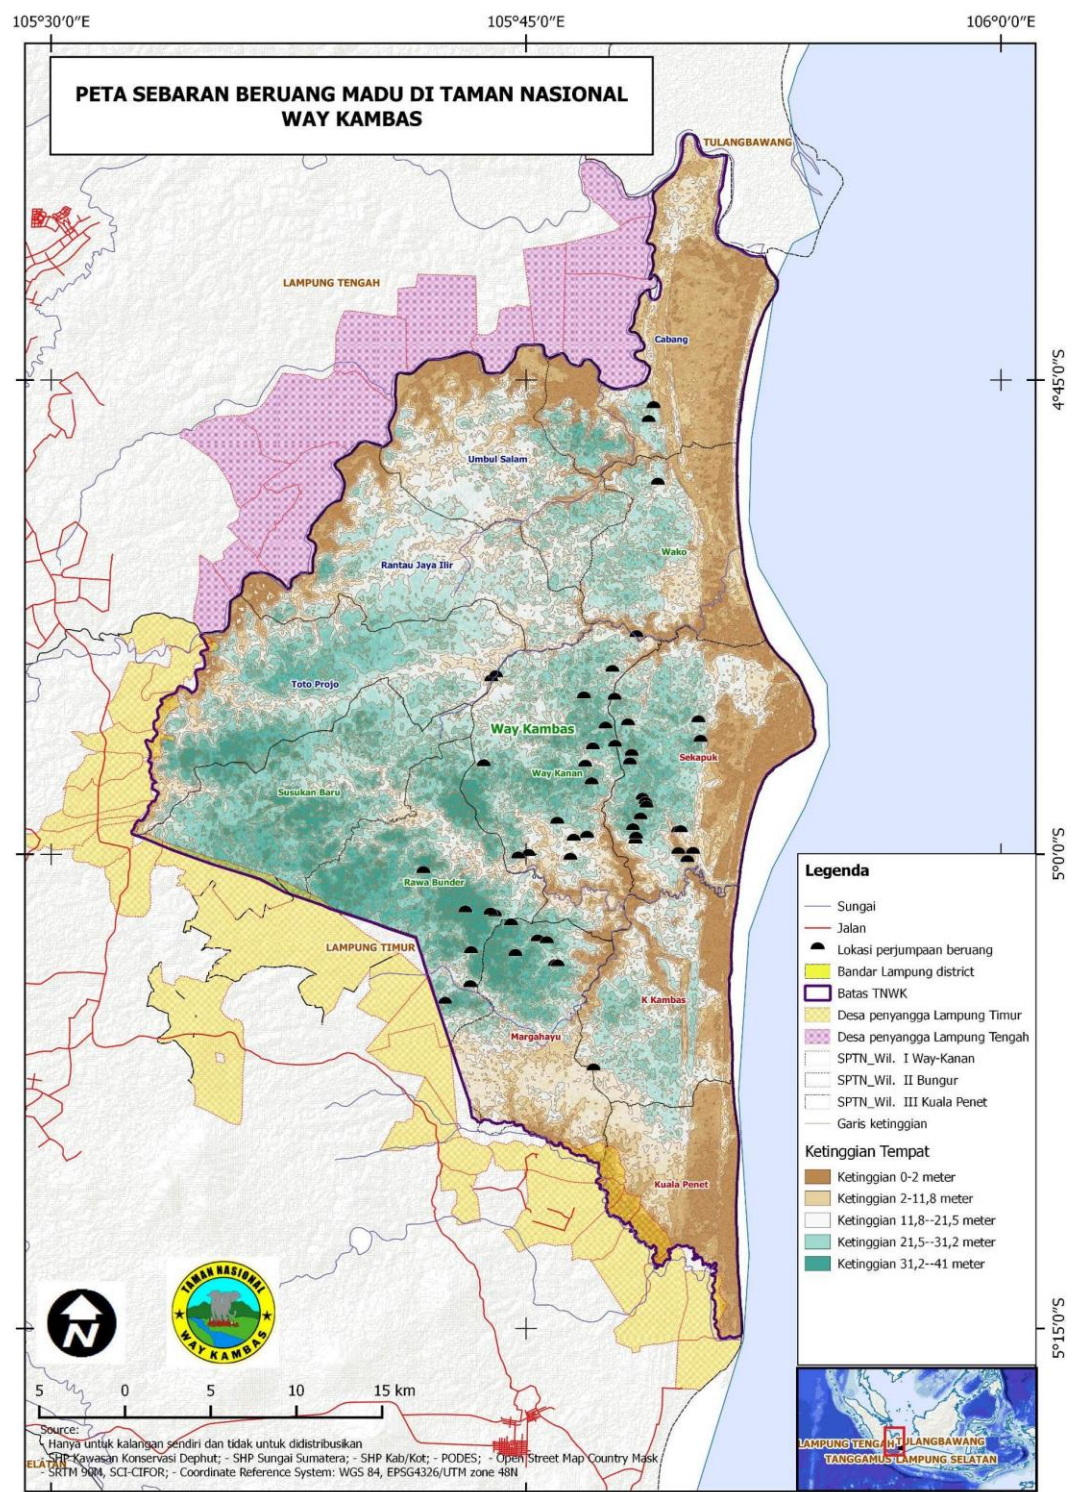 105°30'0"E
105°45'0"E
106°0'0"E
PETA SEBARAN BERUANG MADU DI TAMAN NASIONAL
WAY KAMBAS
TULANGBAWANG
LAMPUNG TENGAH
Cabang
4°45'0"S
Umbul Salam
Wako
Rantau Jaya Ilir
Toto Projo
Way Kambas
Sekapuk
Way Kanan
Susukan Baru
5°0'0"S
Rawa Bunder
LAMPUNG TIMUR
K Kambas
Margahayu
Kuala Penet
Legenda
Sungai
Jalan
Lokasi perjumpaan beruang
Bandar Lampung district
Batas TNWK
Desa penyangga Lampung Timur
Desa penyangga Lampung Tengah
SPTN_Wil. I Way-Kanan
SPTN_Wil. II Bungur
SPTN_Wil. III Kuala Penet
Garis ketinggian
Ketinggian Tempat
Ketinggian 0-2 meter
Ketinggian 2-11,8 meter
Ketinggian 11,8--21,5 meter
Ketinggian 21,5--31,2 meter
Ketinggian 31,2--41 meter
5°15'0"S
N
TAMAN NASIONAL
WAY KAMBAS
5 0 5 10 15 km
Source:
Hanya untuk kalangan sendiri dan tidak untuk didistribusikan
- SHP Kawasan Konservasi Dephut; - SHP Sungai Sumatera; - SHP Kab/Kot; - PODES; - Open Street Map Country Mask
- SRTM 90M, SCI-CIFOR; - Coordinate Reference System: WGS 84, EPSG4326/UTM zone 48N
LAMPUNG TENGAH
TULANGBAWANG
TANGGAMUS LAMPUNG SELATAN